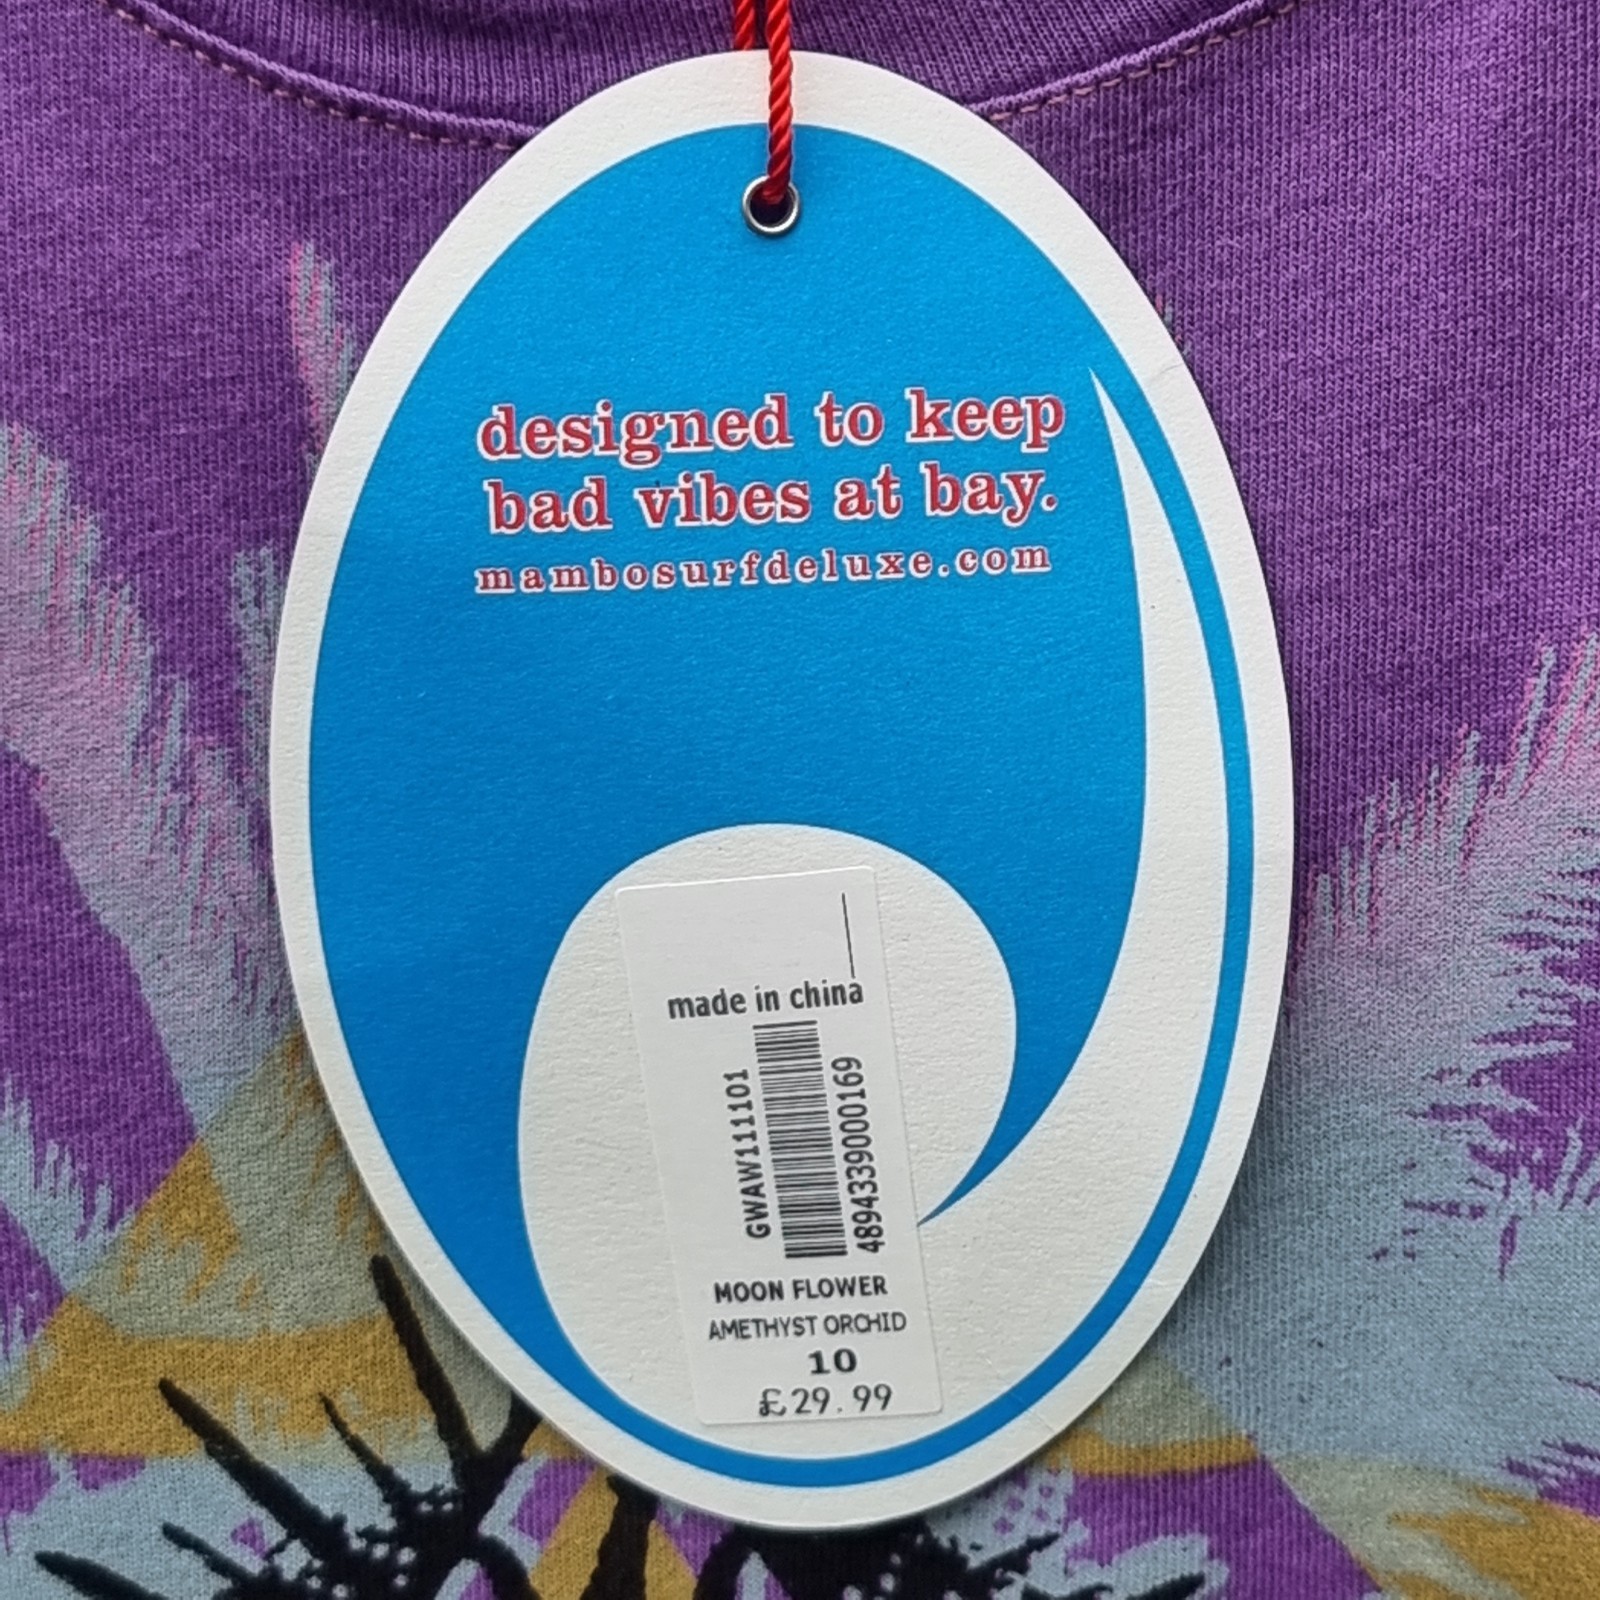 designed to keep
bad vibes at bay.
mambosurfdeluxe.com
made in china
GWAW111101
4894339000169
MOON FLOWER
AMETHYST ORCHID
10
£29.99